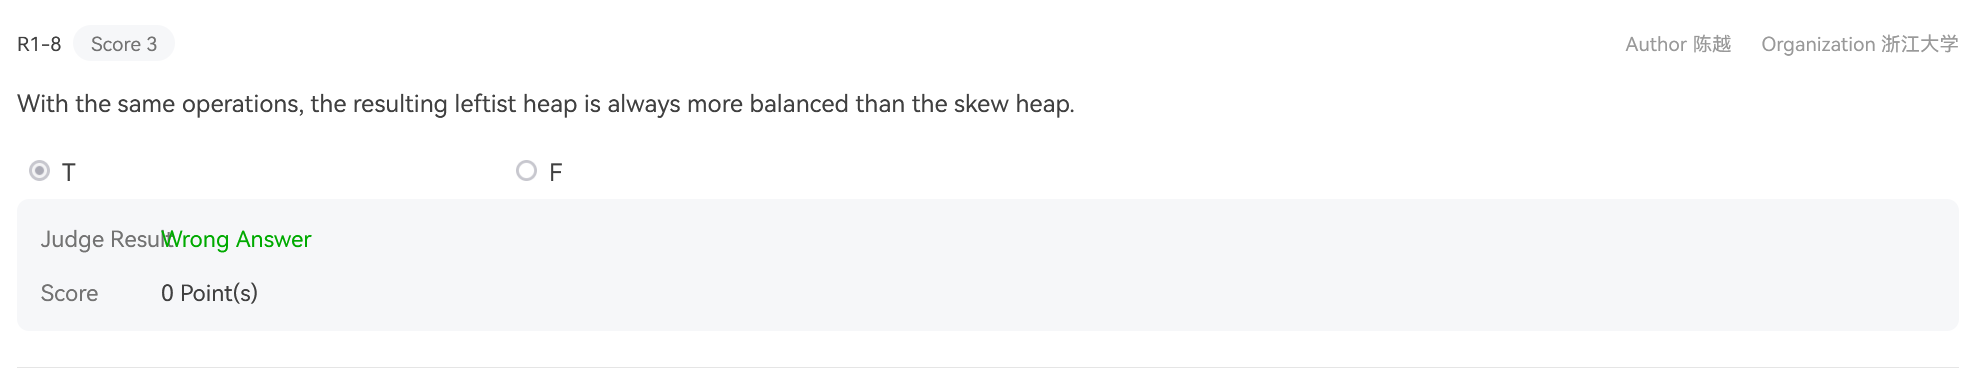 R1-8 Score 3 Author 陈越 Organization 浙江大学
With the same operations, the resulting leftist heap is always more balanced than the skew heap.
T F
Judge Result Wrong Answer
Score 0 Point(s)